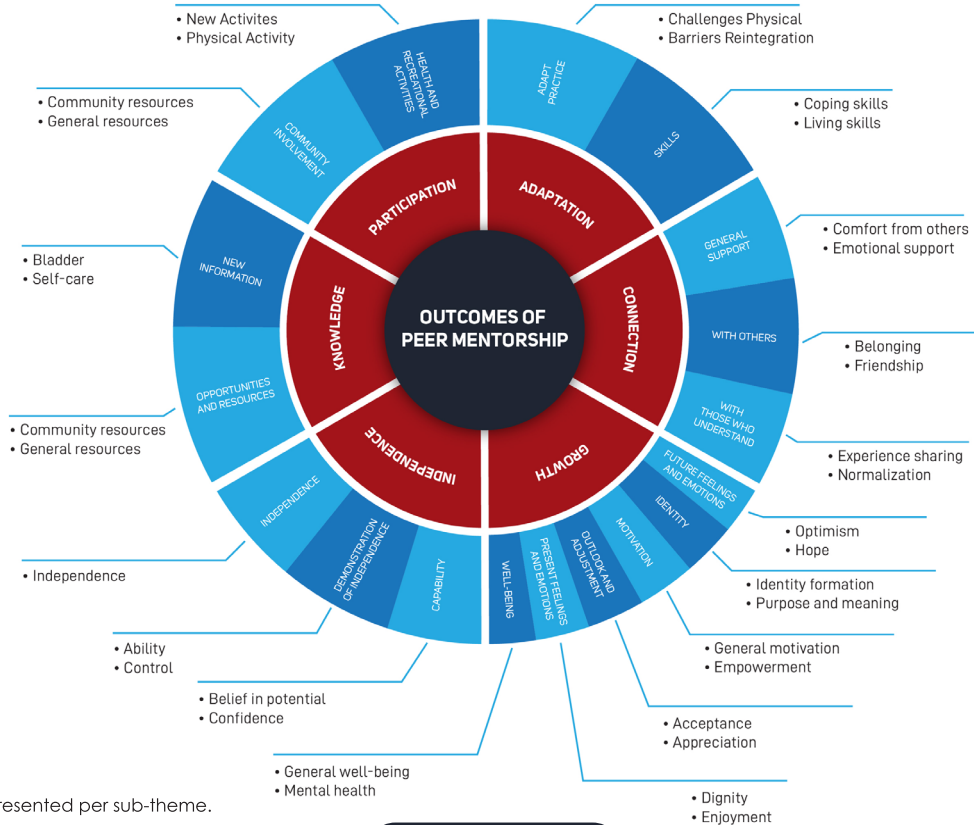 • New Activites
• Physical Activity
• Challenges Physical
• Barriers Reintegration
• Community resources
• General resources
• Coping skills
• Living skills
HEALTH AND
RECREATIONAL
ACTIVITIES
ADAPT
PRACTICE
COMMUNITY
INVOLVEMENT
SKILLS
PARTICIPATION
ADAPTATION
• Bladder
• Self-care
NEW
INFORMATION
KNOWLEDGE
OUTCOMES OF
PEER MENTORSHIP
CONNECTION
GENERAL
SUPPORT
• Comfort from others
• Emotional support
WITH OTHERS
• Belonging
• Friendship
OPPORTUNITIES
AND RESOURCES
• Community resources
• General resources
INDEPENDENCE
GROWTH
WITH
THOSE WHO
UNDERSTAND
• Experience sharing
• Normalization
INDEPENDENCE
DEMONSTRATION
OF INDEPENDENCE
CAPABILITY
WELL-BEING
PRESENT FEELINGS
AND EMOTIONS
OUTLOOK AND
ADJUSTMENT
MOTIVATION
IDENTITY
FUTURE FEELINGS
AND EMOTIONS
• Optimism
• Hope
• Independence
• Identity formation
• Purpose and meaning
• Ability
• Control
• General motivation
• Empowerment
• Belief in potential
• Confidence
• Acceptance
• Appreciation
• General well-being
• Mental health
• Dignity
• Enjoyment
resented per sub-theme.